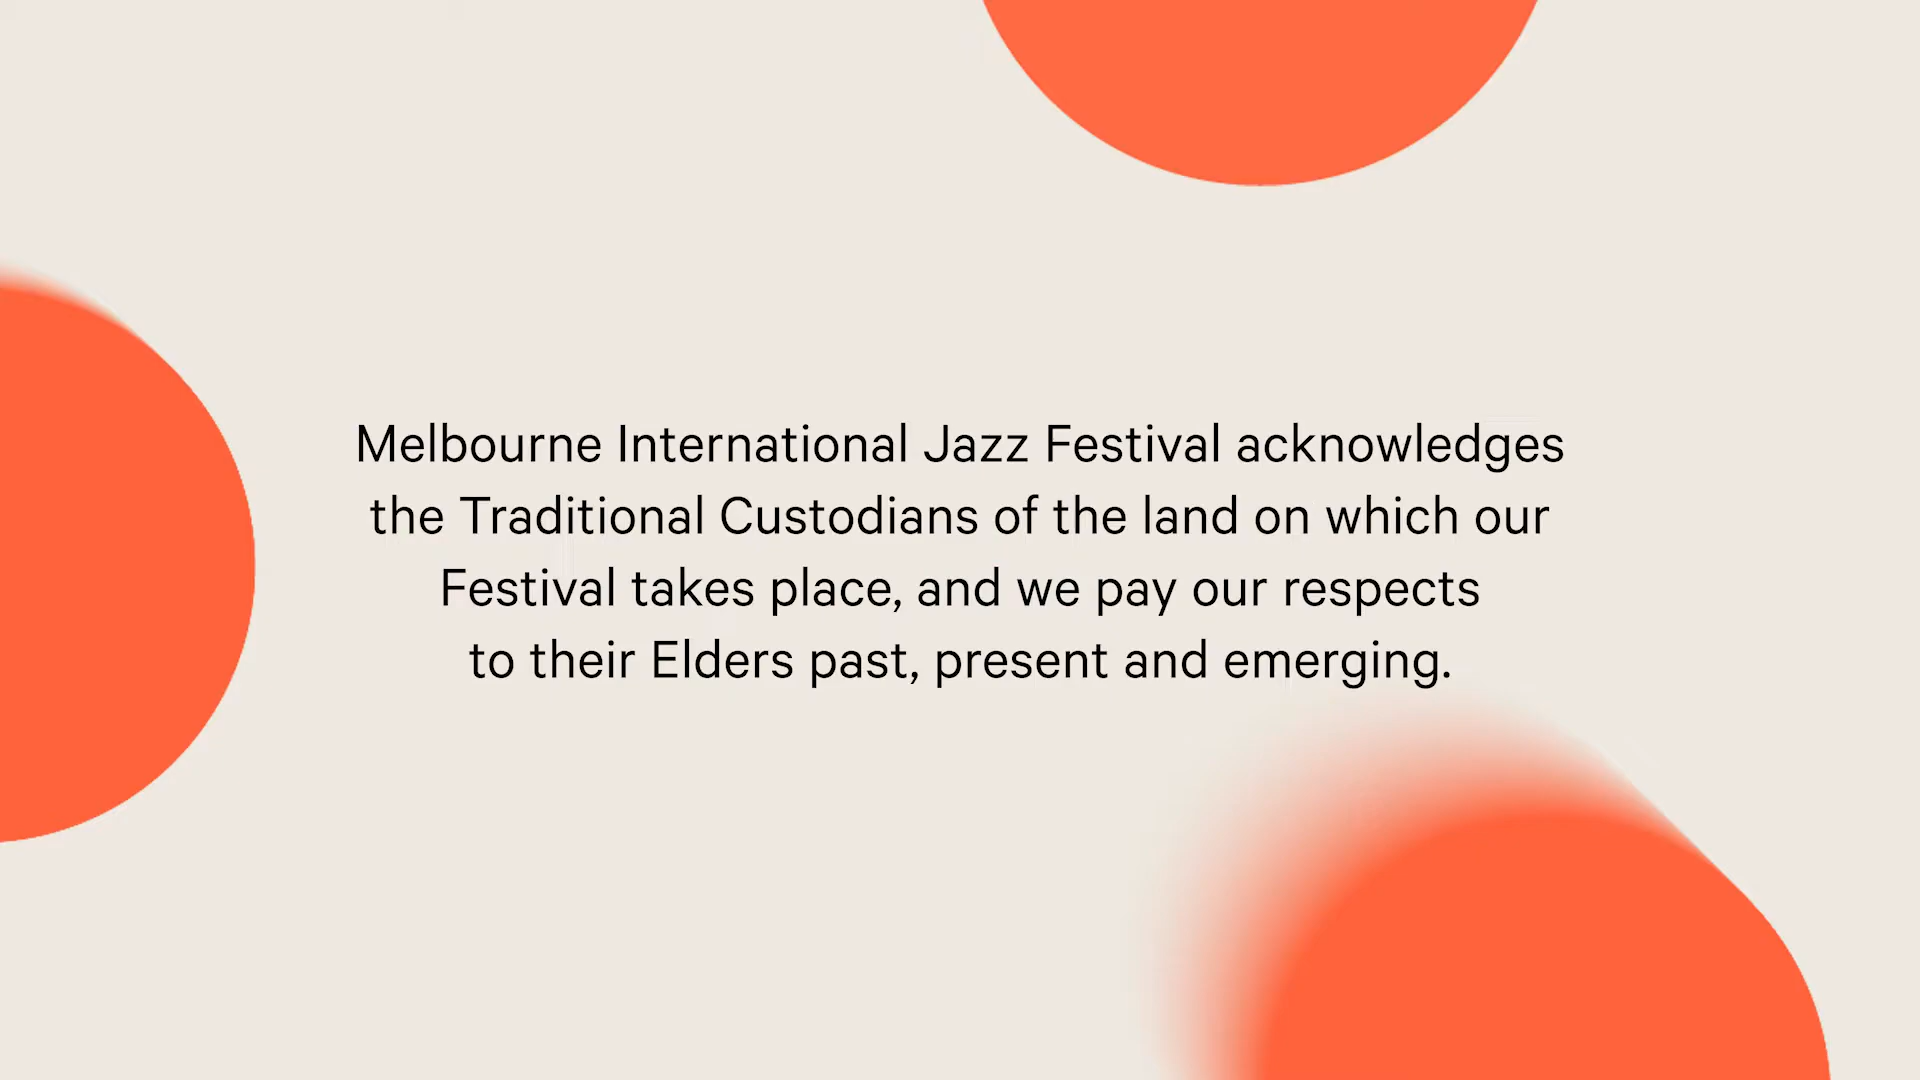 Melbourne International Jazz Festival acknowledges
the Traditional Custodians of the land on which our
Festival takes place, and we pay our respects
to their Elders past, present and emerging.